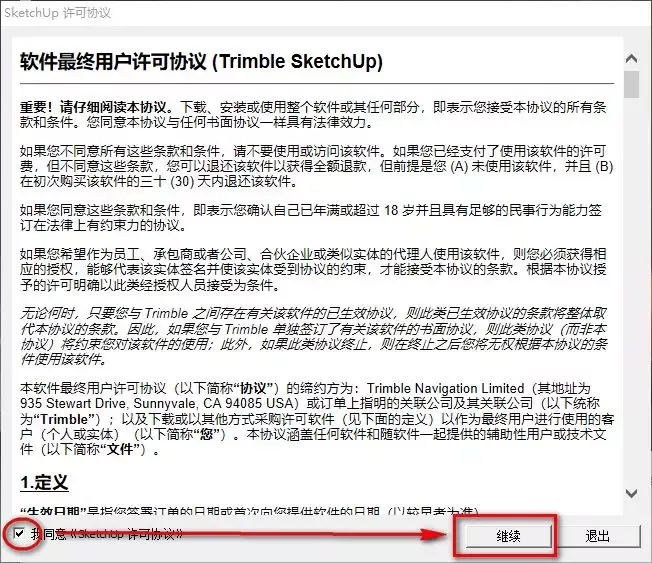 SketchUp 许可协议
软件最终用户许可协议 (Trimble SketchUp)
重要！请仔细阅读本协议。下载、安装或使用整个软件或其任何部分，即表示您接受本协议的所有条
款和条件。您同意本协议与任何书面协议一样具有法律效力。
如果您不同意所有这些条款和条件，请不要使用或访问该软件。如果您已经支付了使用该软件的许可
费，但不同意这些条款，您可以退还该软件以获得全额退款，但前提是您 (A) 未使用该软件，并且 (B)
在初次购买该软件的三十 (30) 天内退还该软件。
如果您同意这些条款和条件，即表示您确认自己已年满或超过 18 岁并且具有足够的民事行为能力签
订在法律上有约束力的协议。
如果您希望作为员工、承包商或者公司、合伙企业或类似实体的代理人使用该软件，则您必须获得相
应的授权，能够代表该实体签名并使该实体受到协议的约束，才能接受本协议的条款。根据本协议授
予的许可明确以此类经授权人员接受为条件。
无论何时，只要您与 Trimble 之间存在有关该软件的已生效协议，则此类已生效协议的条款将整体取
代本协议的条款。因此，如果您与 Trimble 单独签订了有关该软件的书面协议，则此类协议（而非本
协议）将约束您对该软件的使用；此外，如果此类协议终止，则在终止之后您将无权根据本协议的条
件使用该软件。
本软件最终用户许可协议（以下简称“协议”）的缔约方为：Trimble Navigation Limited（其地址为
935 Stewart Drive, Sunnyvale, CA 94085 USA）或订单上指明的关联公司及其关联公司（以下统称
为“Trimble”）；以及下载或以其他方式采购许可软件（见下面的定义）以作为最终用户进行使用的客
户（个人或实体）（以下简称“您”）。本协议涵盖任何软件和随软件一起提供的辅助性用户或技术文
件（以下简称“文件”）。
1.定义
“生效日期”是指您签署订单的日期或首次向您提供软件的日期（以较早者为准）。
我同意《SketchUp 许可协议》
继续
退出